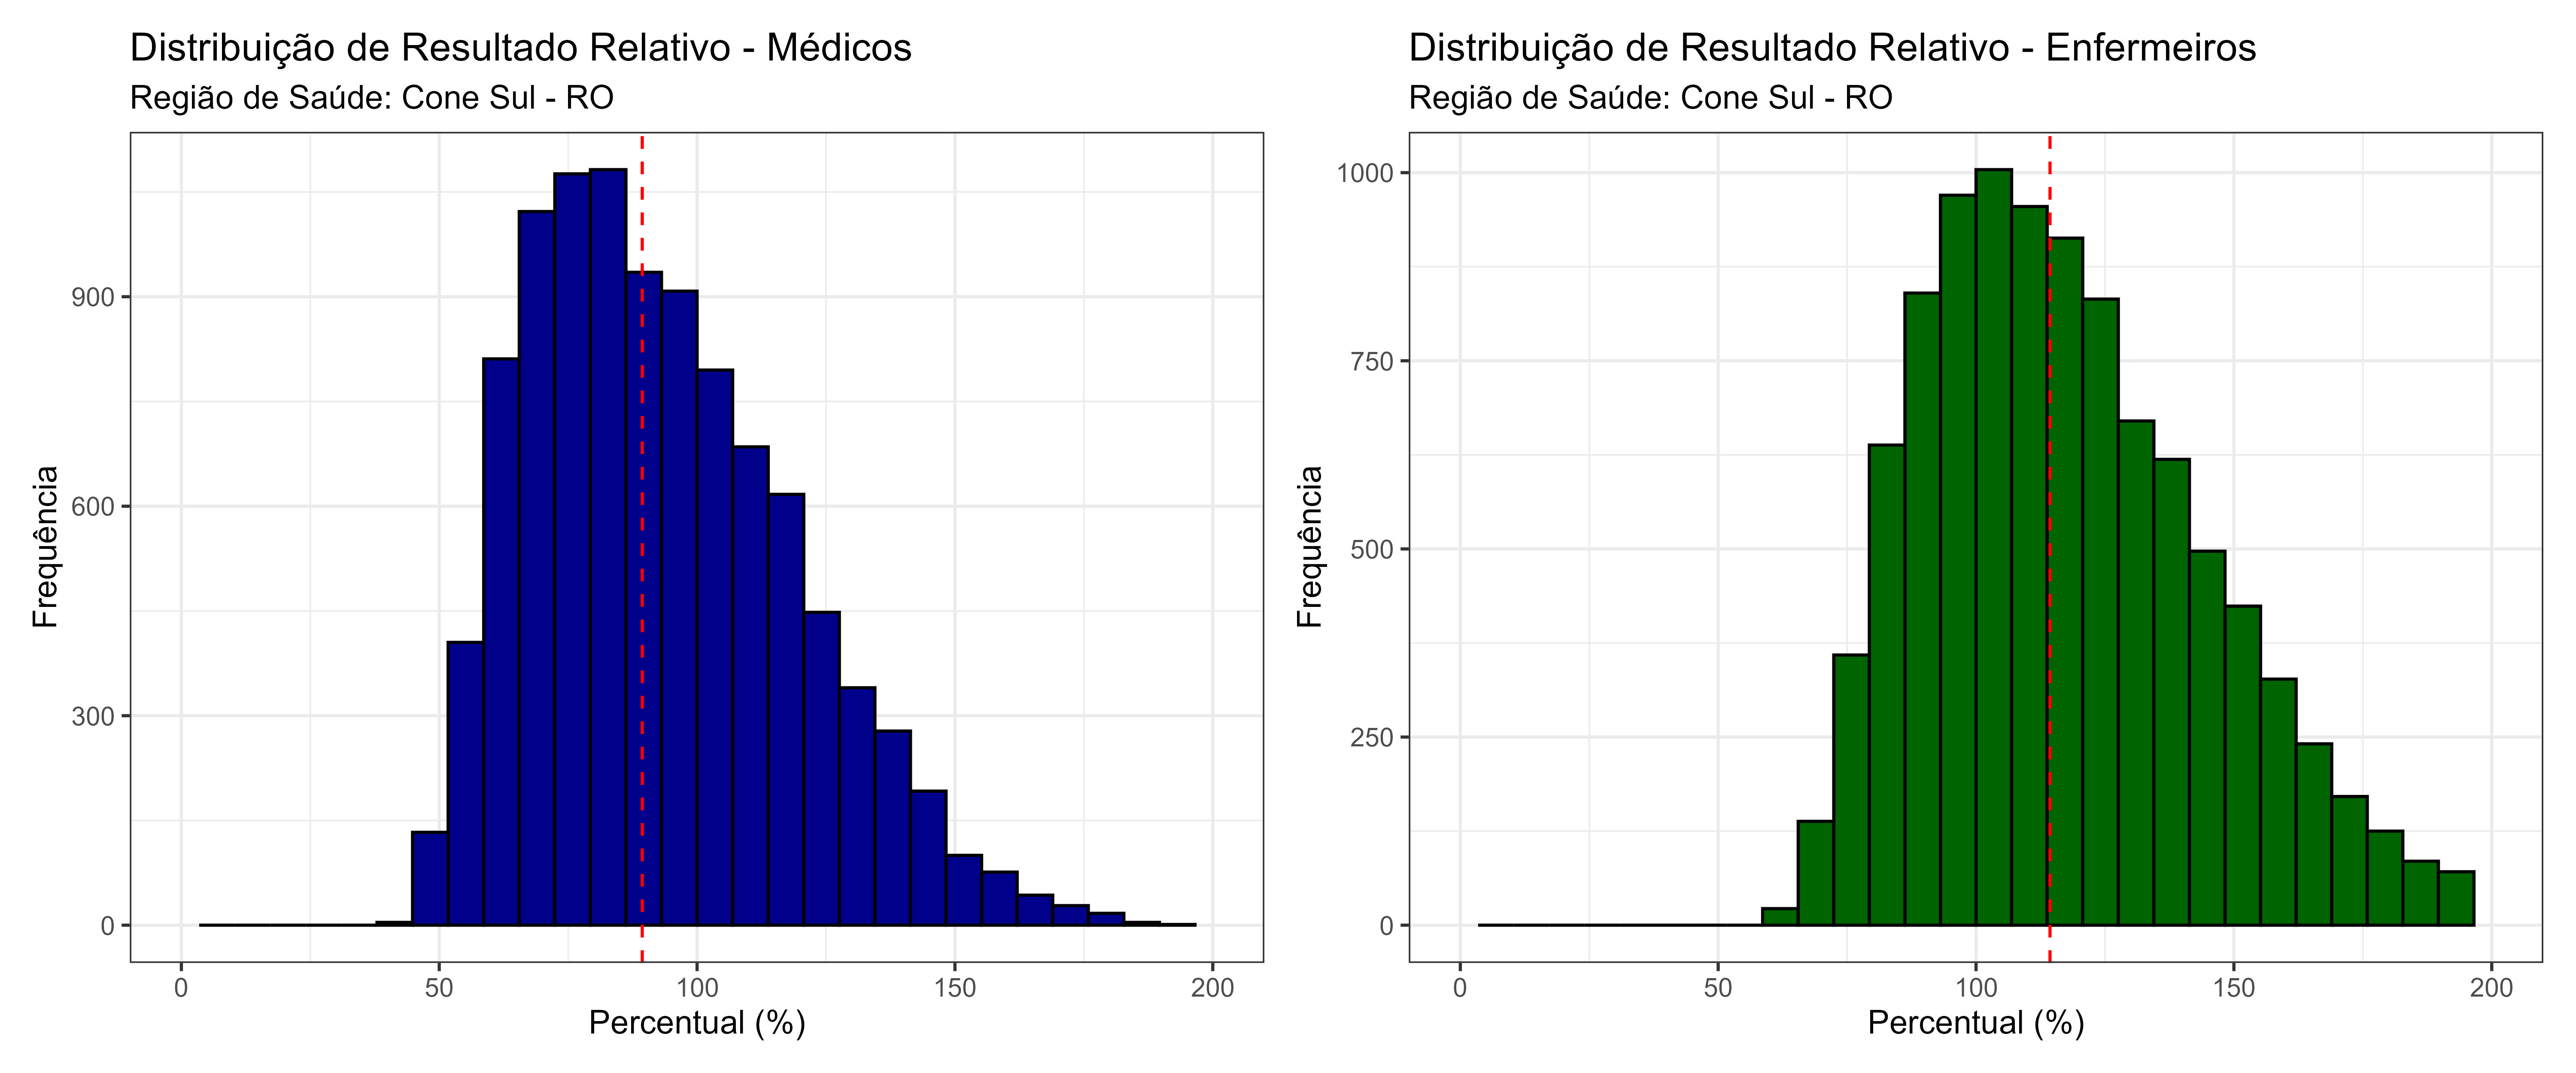 Distribuição de Resultado Relativo - Médicos
Região de Saúde: Cone Sul - RO
Frequência
900
600
300
0
0 50 100 150 200
Percentual (%)
Distribuição de Resultado Relativo - Enfermeiros
Região de Saúde: Cone Sul - RO
Frequência
1000
750
500
250
0
0 50 100 150 200
Percentual (%)